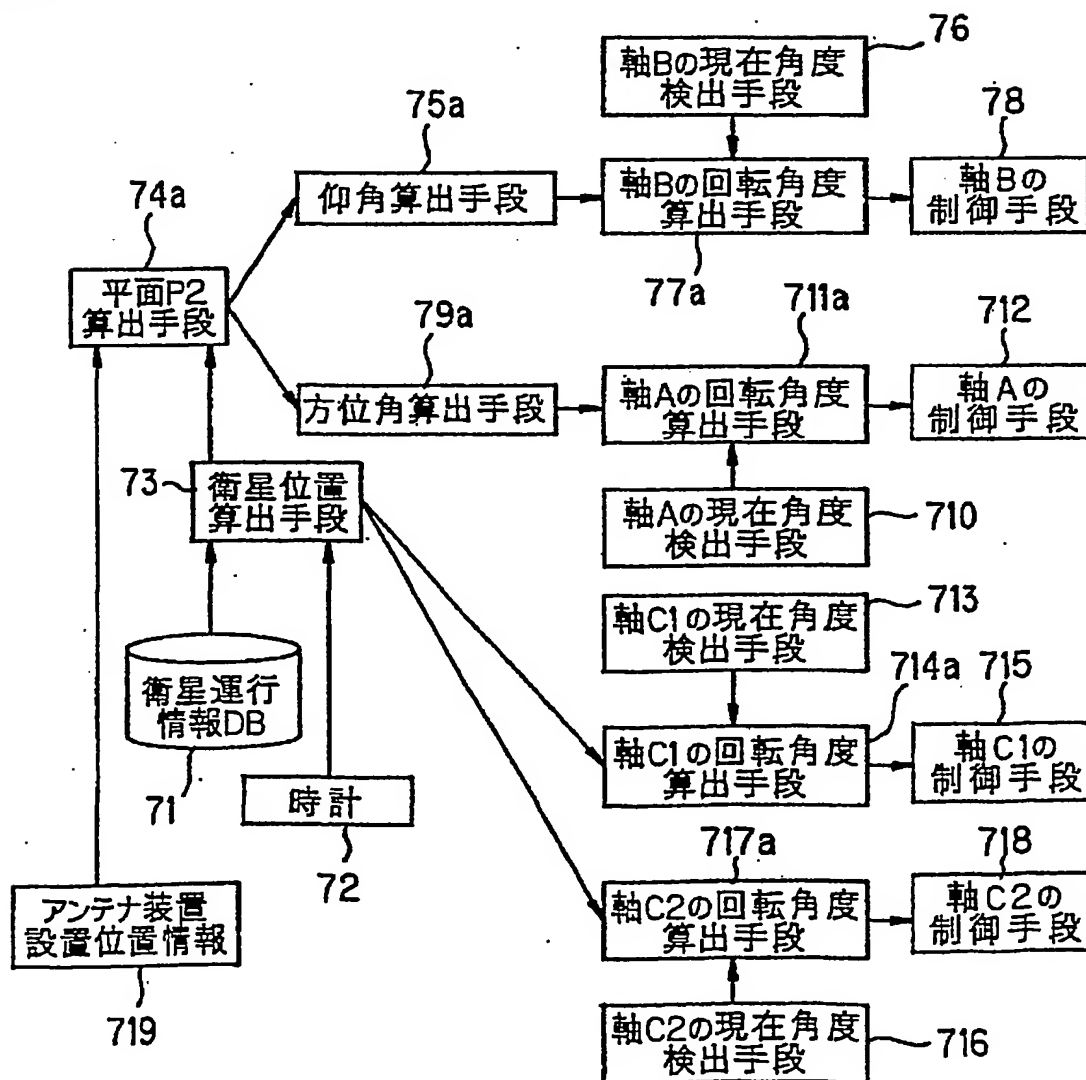 76
軸Bの現在角度
検出手段
75a
78
仰角算出手段
軸Bの回転角度
算出手段
軸Bの
制御手段
74a
77a
平面P2
算出手段
79a
711a
712
方位角算出手段
軸Aの回転角度
算出手段
軸Aの
制御手段
73
衛星位置
算出手段
軸Aの現在角度
検出手段
710
軸C1の現在角度
検出手段
713
衛星運行
情報DB
71
714a
715
軸C1の回転角度
算出手段
軸C1の
制御手段
時計
72
717a
718
アンテナ装置
設置位置情報
719
軸C2の回転角度
算出手段
軸C2の
制御手段
軸C2の現在角度
検出手段
716